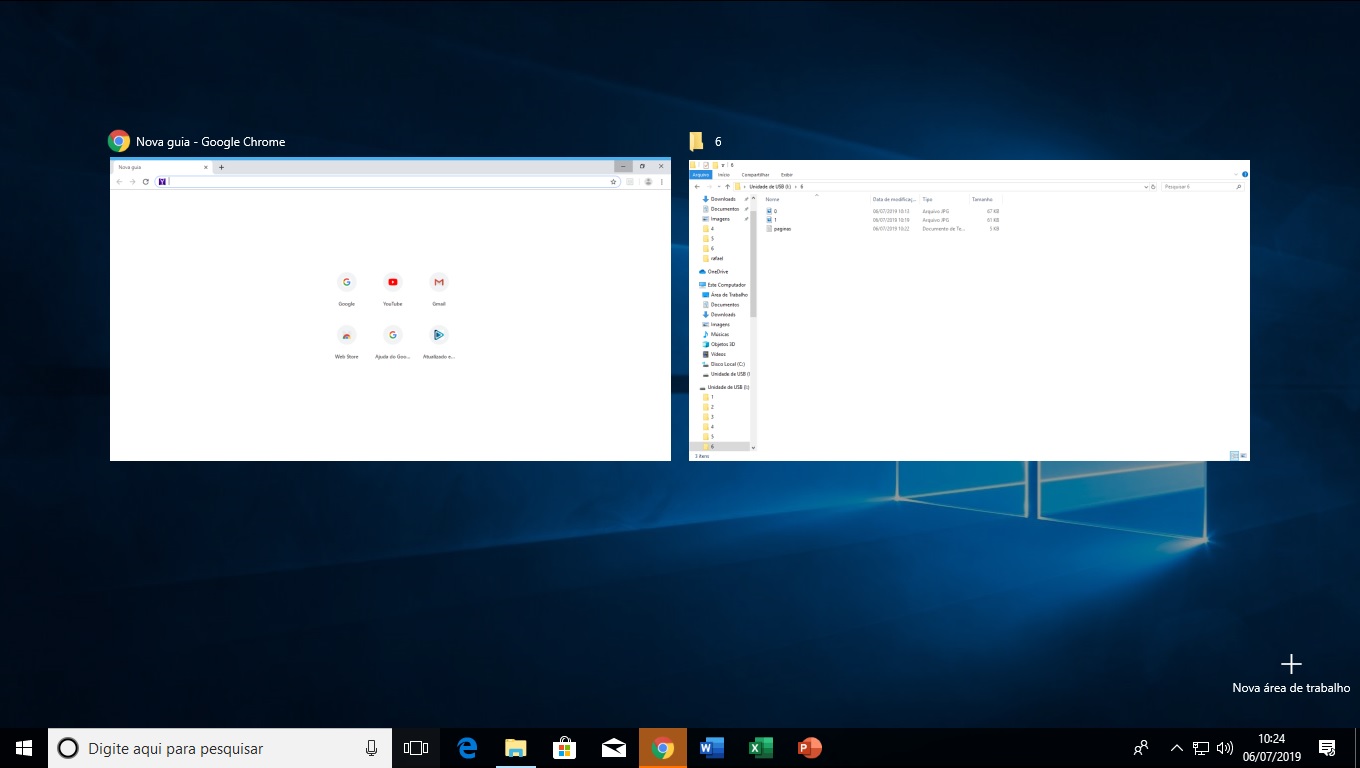 Nova guia - Google Chrome
Nova guia
Google
YouTube
Gmail
Web Store
Ajuda do Goo...
Atualizado e...
6
6
Arquivo Início Compartilhar Exibir
Unidade de USB (I:) > 6
Pesquisar 6
Nome Data de modificaç... Tipo Tamanho
0 06/07/2019 10:13 Arquivo JPG 87 KB
1 06/07/2019 10:19 Arquivo JPG 61 KB
paginas 06/07/2019 10:22 Documento de Te... 3 KB
Downloads
Documentos
Imagens
4
5
6
rafael
OneDrive
Este Computador
Área de Trabalho
Documentos
Downloads
Imagens
Músicas
Objetos 3D
Vídeos
Disco Local (C:)
Unidade de USB (I
Unidade de USB (I:)
1
2
3
4
5
6
3 itens
Nova área de trabalho
Digite aqui para pesquisar
10:24
06/07/2019